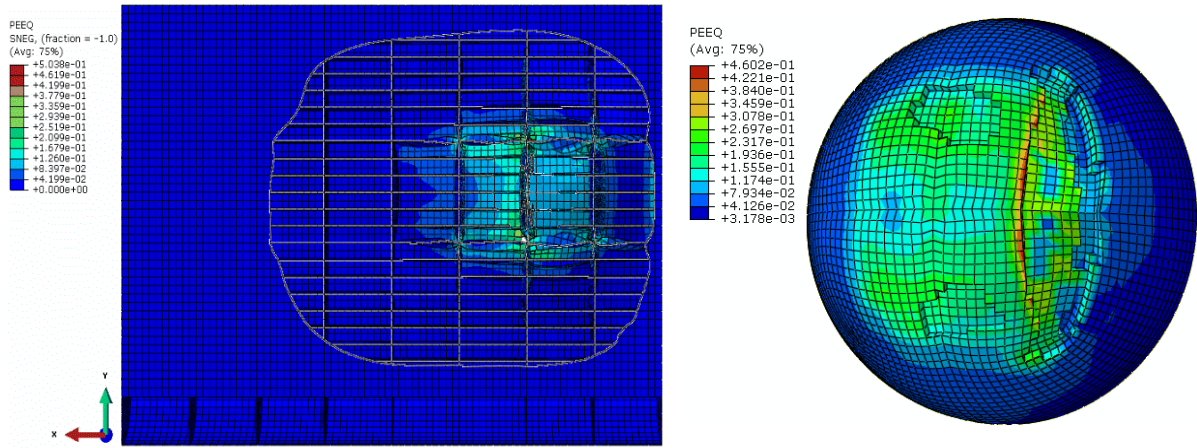 PEEQ
SNEG, (fraction = -1.0)
(Avg: 75%)
+5.038e-01
+4.619e-01
+4.199e-01
+3.779e-01
+3.359e-01
+2.939e-01
+2.519e-01
+2.099e-01
+1.679e-01
+1.260e-01
+8.397e-02
+4.199e-02
+0.000e+00
Y
X
PEEQ
(Avg: 75%)
+4.602e-01
+4.221e-01
+3.840e-01
+3.459e-01
+3.078e-01
+2.697e-01
+2.317e-01
+1.936e-01
+1.555e-01
+1.174e-01
+7.934e-02
+4.126e-02
+3.178e-03